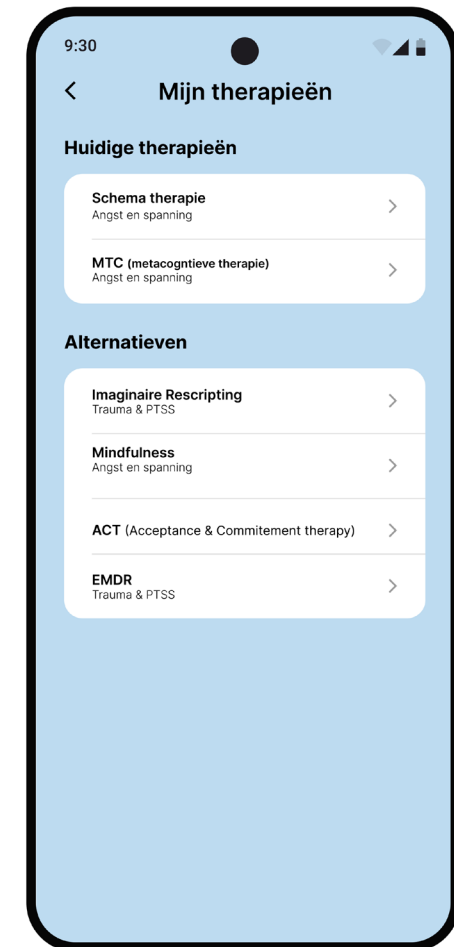 9:30
Mijn therapieën
Huidige therapieën
Schema therapie
Angst en spanning
MTC (metacogntieve therapie)
Angst en spanning
Alternatieven
Imaginaire Rescripting
Trauma & PTSS
Mindfulness
Angst en spanning
ACT (Acceptance & Commitement therapy)
EMDR
Trauma & PTSS